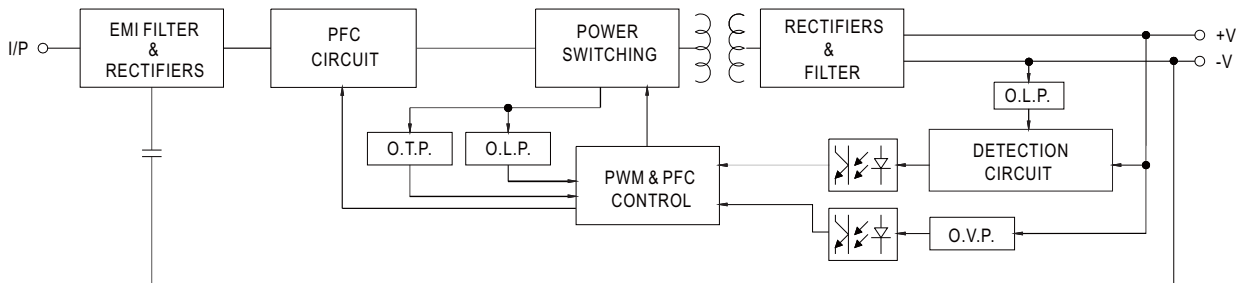 I/P
EMI FILTER
&
RECTIFIERS
PFC
CIRCUIT
POWER
SWITCHING
RECTIFIERS
&
FILTER
+V
-V
O.L.P.
O.T.P.
O.L.P.
PWM & PFC
CONTROL
DETECTION
CIRCUIT
O.V.P.